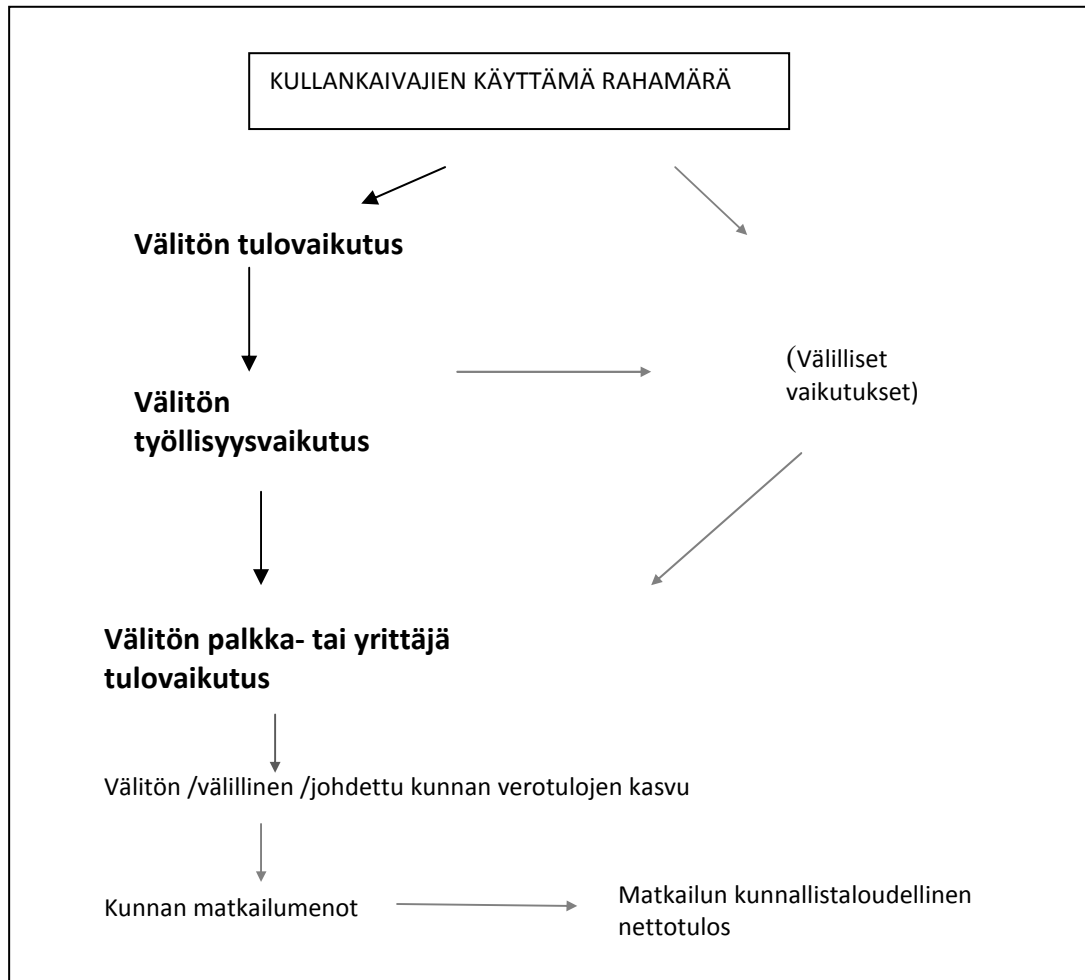 KULLANKAIVAJIEN KÄYTTÄMÄ RAHAMÄRÄ
Välitön tulovaikutus
(Välilliset
vaikutukset)
Välitön
työllisyysvaikutus
Välitön palkka- tai yrittäjä
tulovaikutus
Välitön /välillinen /johdettu kunnan verotulojen kasvu
Kunnan matkailumenot
Matkailun kunnallistaloudellinen
nettotulos